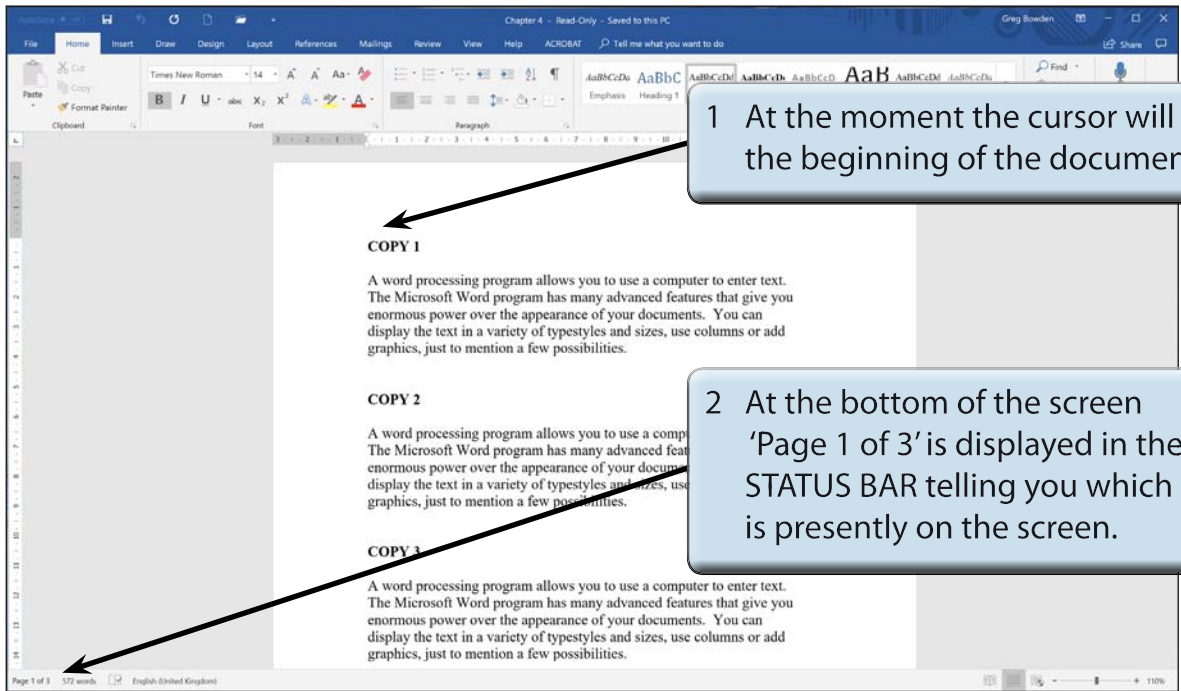 AutoSave
Chapter 4 - Read-Only - Saved to this PC
Greg Bowden
File Home Insert Draw Design Layout References Mailings Review View Help ACROBAT Tell me what you want to do
Share
Paste
Cut
Copy
Format Painter
Clipboard
Times New Roman 14
Font
Paragraph
AaBbCcDd AaBbC AaBbCcDd AaBbCcDd AaBbCcD AaB AaBbCcDd AaBbCcDd
Emphasis Heading 1
Find
1 At the moment the cursor will
the beginning of the documen
COPY 1
A word processing program allows you to use a computer to enter text.
The Microsoft Word program has many advanced features that give you
enormous power over the appearance of your documents. You can
display the text in a variety of typestyles and sizes, use columns or add
graphics, just to mention a few possibilities.
COPY 2
A word processing program allows you to use a comp
The Microsoft Word program has many advanced feat
enormous power over the appearance of your docume
display the text in a variety of typestyles and sizes, use
graphics, just to mention a few possibilities.
2 At the bottom of the screen
‘Page 1 of 3’ is displayed in the
STATUS BAR telling you which
is presently on the screen.
COPY 3
A word processing program allows you to use a computer to enter text.
The Microsoft Word program has many advanced features that give you
enormous power over the appearance of your documents. You can
display the text in a variety of typestyles and sizes, use columns or add
graphics, just to mention a few possibilities.
Page 1 of 3 572 words English (United Kingdom) 110%